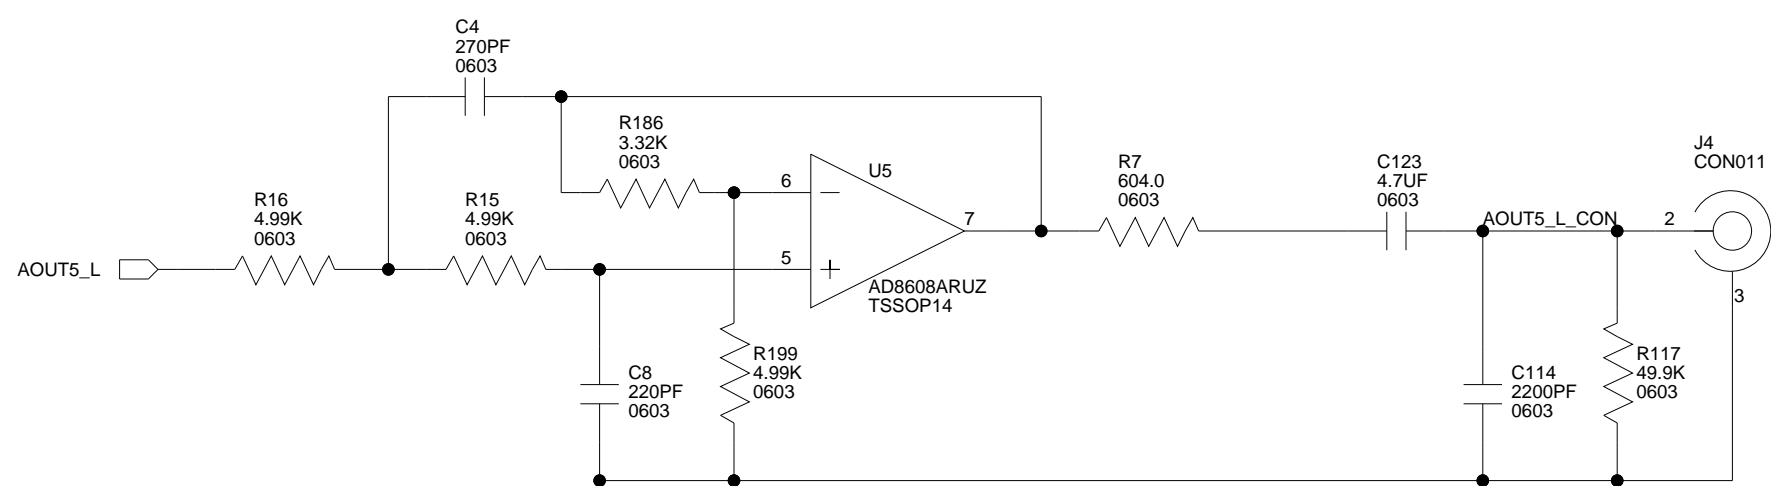 C4
270PF
0603
R186
3.32K
0603
R16
4.99K
0603
R15
4.99K
0603
6
5
7
U5
AD8608ARUZ
TSSOP14
R7
604.0
0603
C123
4.7UF
0603
J4
CON011
AOUT5_L_CON
2
3
AOUT5_L
C8
220PF
0603
R199
4.99K
0603
C114
2200PF
0603
R117
49.9K
0603